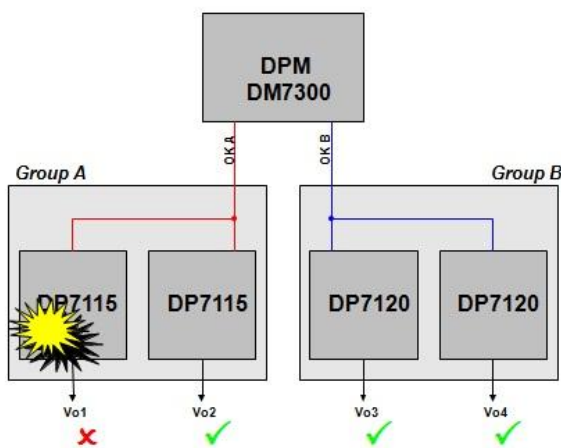 DPM
DM7300
OK A
OK B
Group A
Group B
DP7115
DP7115
DP7120
DP7120
Vo1
Vo2
Vo3
Vo4